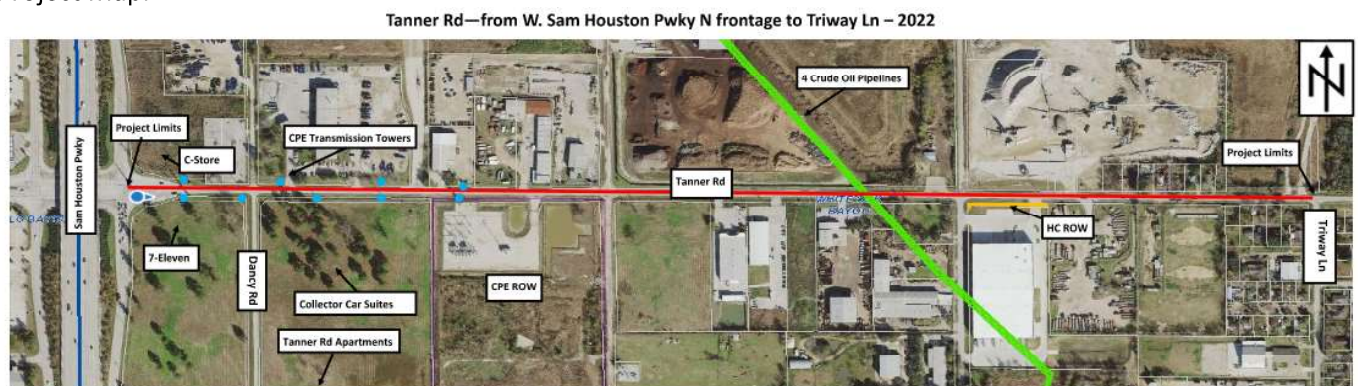 Tanner Rd—from W. Sam Houston Pwky N frontage to Triway Ln – 2022
4 Crude Oil Pipelines
N
Project Limits
CPE Transmission Towers
C-Store
Project Limits
Sam Houston Pwky
Tanner Rd
HC ROW
Triway Ln
7-Eleven
Dancy Rd
CPE ROW
Collector Car Suites
Tanner Rd Apartments